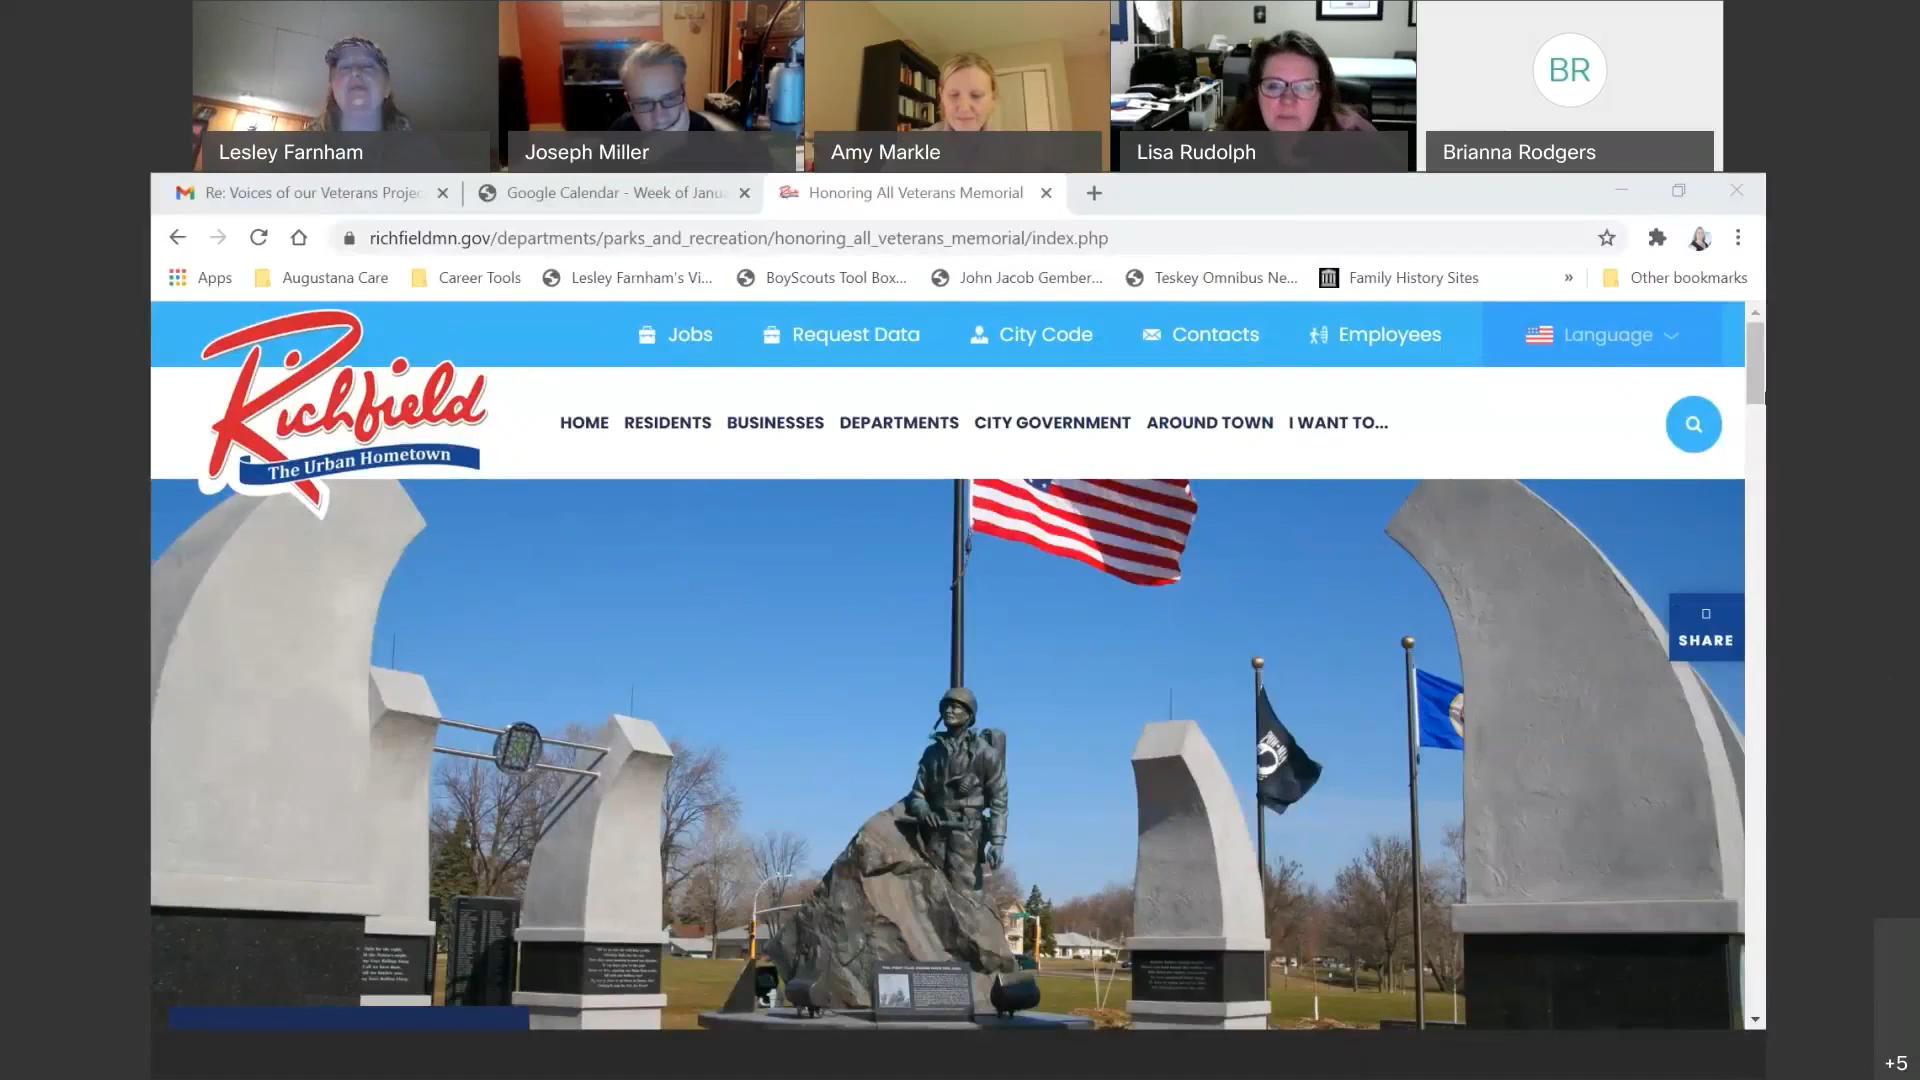 Lesley Farnham
Joseph Miller
Amy Markle
Lisa Rudolph
BR
Brianna Rodgers
Re: Voices of our Veterans Projec
Google Calendar - Week of Janu
Honoring All Veterans Memorial
richfieldmn.gov/departments/parks_and_recreation/honoring_all_veterans_memorial/index.php
Apps
Augustana Care
Career Tools
Lesley Farnham's Vi...
BoyScouts Tool Box...
John Jacob Gember...
Teskey Omnibus Ne...
Family History Sites
»
Other bookmarks
Jobs
Request Data
City Code
Contacts
Employees
Language
Richfield
The Urban Hometown
HOME
RESIDENTS
BUSINESSES
DEPARTMENTS
CITY GOVERNMENT
AROUND TOWN
I WANT TO...
SHARE
+5